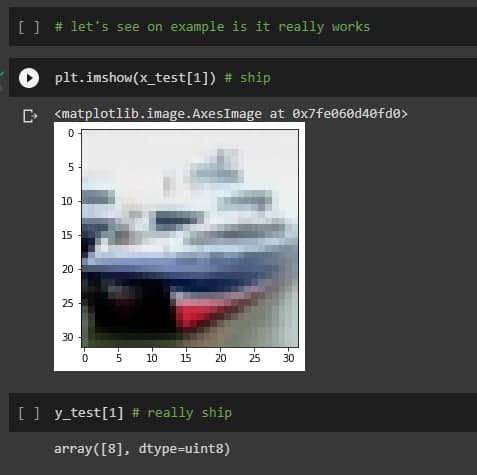 [ ] # let's see on example is it really works
plt.imshow(x_test[1]) # ship
<matplotlib.image.AxesImage at 0x7fe060d40fd0>
0
5
10
15
20
25
30
0 5 10 15 20 25 30
[ ] y_test[1] # really ship
array([8], dtype=uint8)